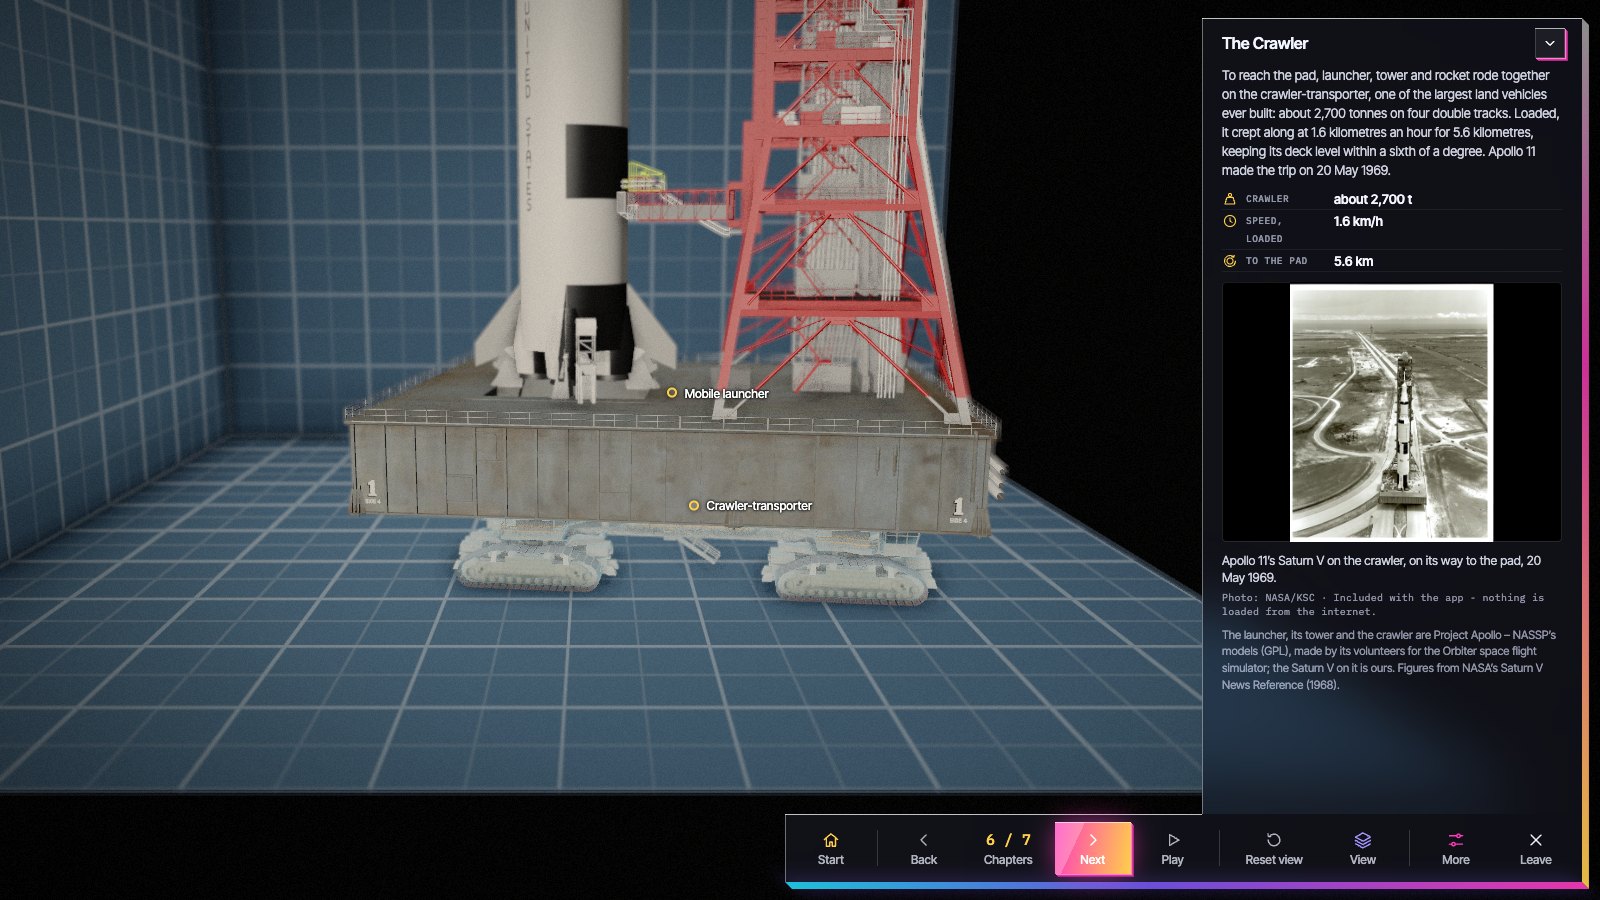 UNITED STATES
Mobile launcher
Crawler-transporter
1
SIDE 4
1
SIDE 4
The Crawler
To reach the pad, launcher, tower and rocket rode together
on the crawler-transporter, one of the largest land vehicles
ever built: about 2,700 tonnes on four double tracks. Loaded,
it crept along at 1.6 kilometres an hour for 5.6 kilometres,
keeping its deck level within a sixth of a degree. Apollo 11
made the trip on 20 May 1969.
CRAWLER about 2,700 t
SPEED, 1.6 km/h
LOADED
TO THE PAD 5.6 km
Apollo 11's Saturn V on the crawler, on its way to the pad, 20
May 1969.
Photo: NASA/KSC · Included with the app - nothing is
loaded from the internet.
The launcher, its tower and the crawler are Project Apollo – NASSP's
models (GPL), made by its volunteers for the Orbiter space flight
simulator; the Saturn V on it is ours. Figures from NASA's Saturn V
News Reference (1968).
6 / 7
Start Back Chapters Next Play Reset view View More Leave